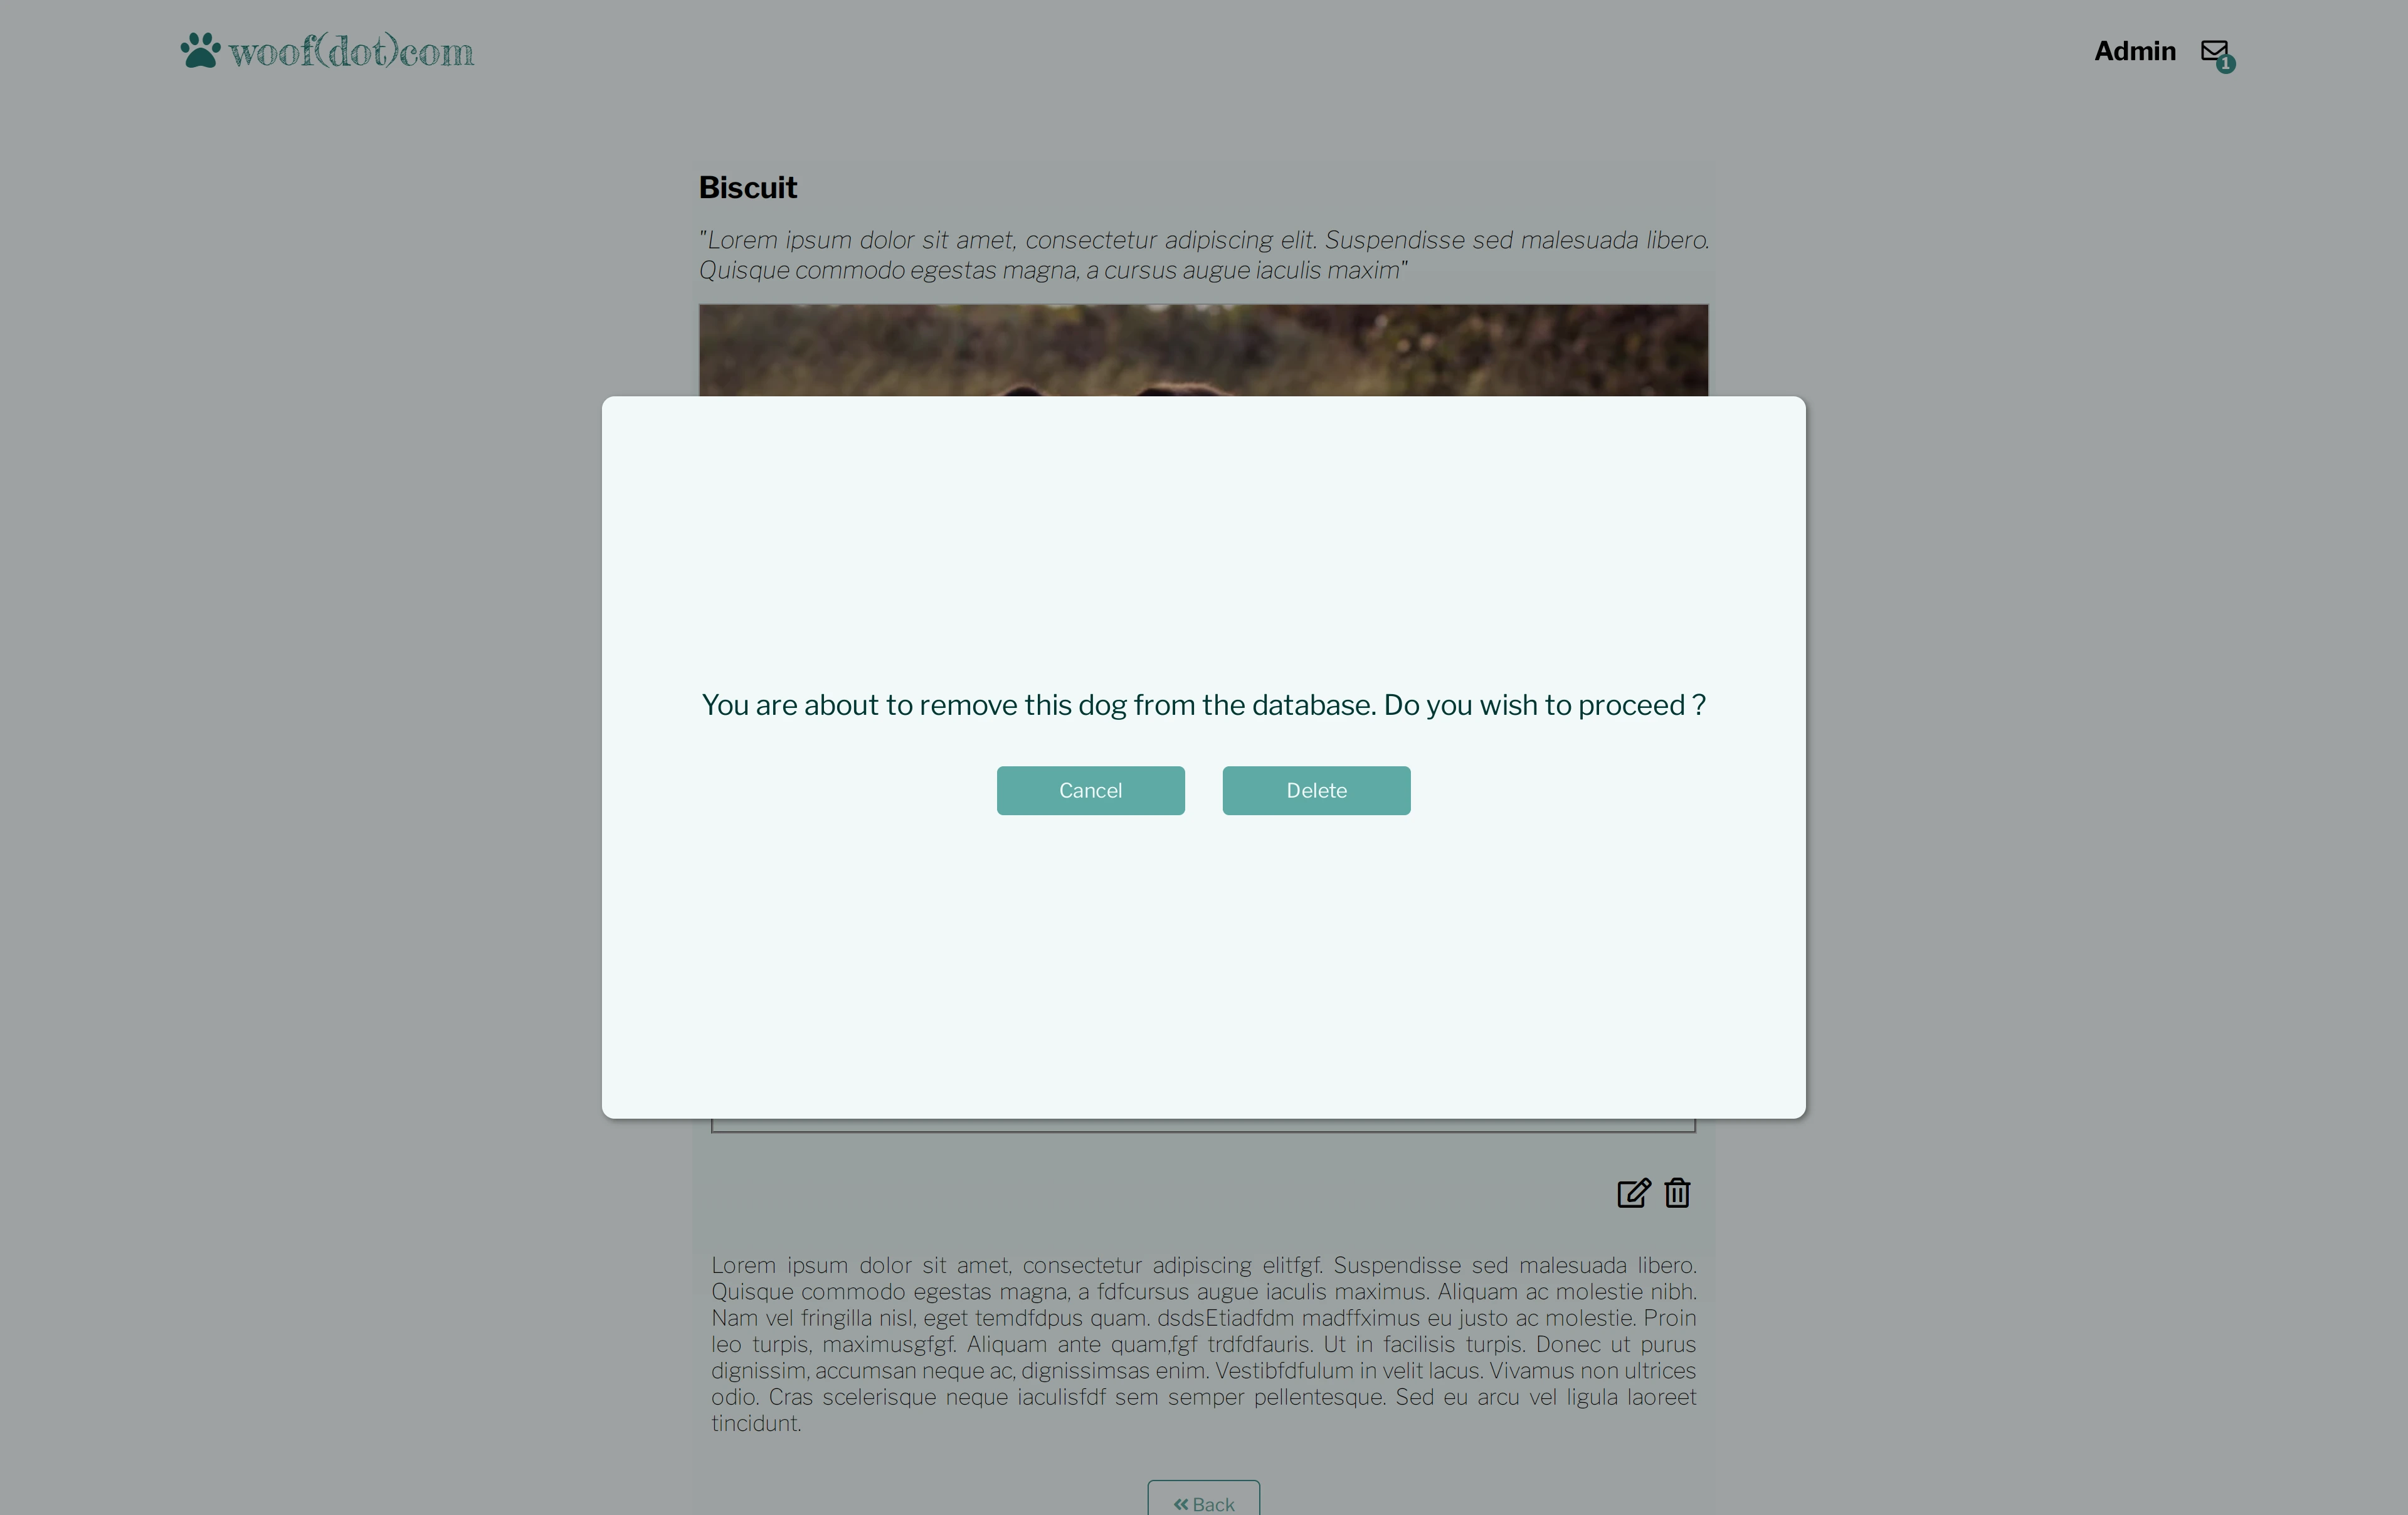 woof(dot)com
Admin
1
Biscuit
"Lorem ipsum dolor sit amet, consectetur adipiscing elit. Suspendisse sed malesuada libero.
Quisque commodo egestas magna, a cursus augue iaculis maxim"
You are about to remove this dog from the database. Do you wish to proceed ?
Cancel
Delete
Lorem ipsum dolor sit amet, consectetur adipiscing elitfgf. Suspendisse sed malesuada libero.
Quisque commodo egestas magna, a fdfcursus augue iaculis maximus. Aliquam ac molestie nibh.
Nam vel fringilla nisl, eget temdfdpus quam. dsdsEtiadfdm madffximus eu justo ac molestie. Proin
leo turpis, maximusgfgf. Aliquam ante quam,fgf trdfdfauris. Ut in facilisis turpis. Donec ut purus
dignissim, accumsan neque ac, dignissimsas enim. Vestibfdfulum in velit lacus. Vivamus non ultrices
odio. Cras scelerisque neque iaculisfdf sem semper pellentesque. Sed eu arcu vel ligula laoreet
tincidunt.
Back